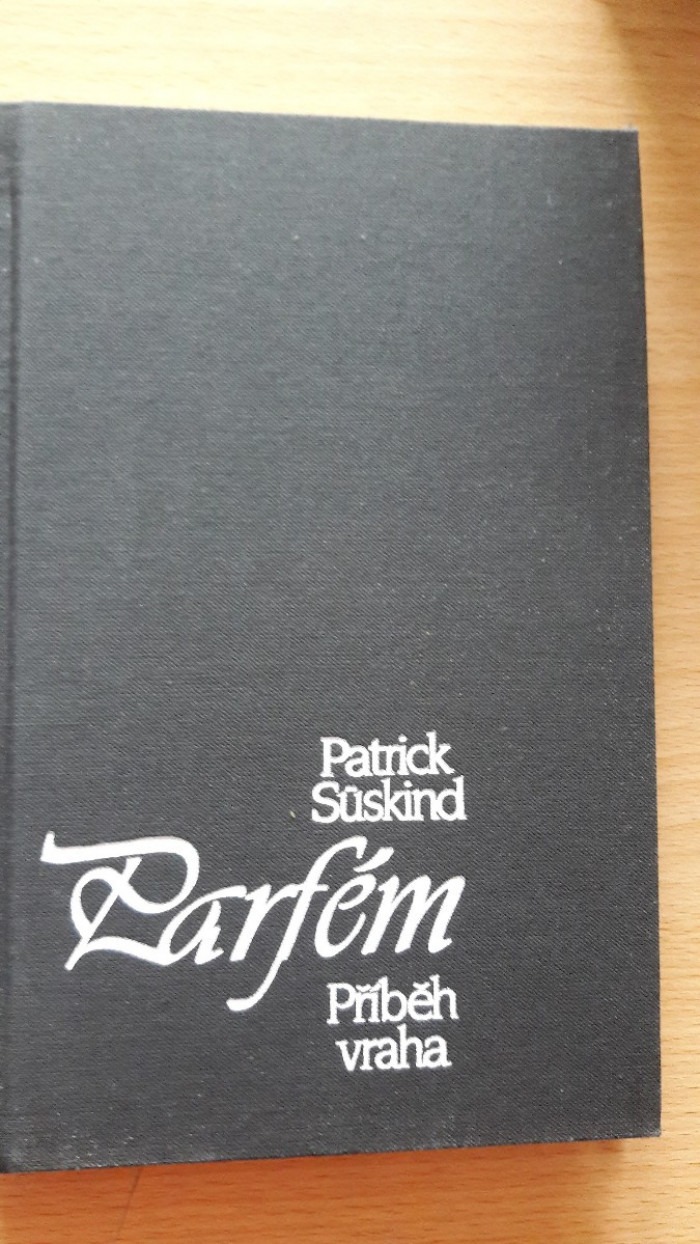 Patrick
Süskind
Parfém
Příběh
vraha